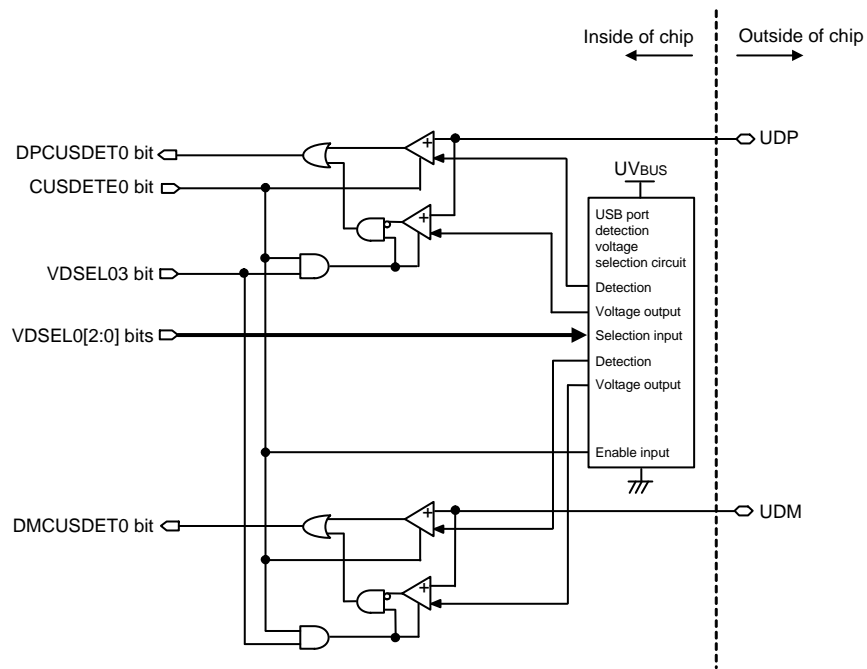 Inside of chip
Outside of chip
DPCUSDET0 bit
UDP
CUSDETE0 bit
UVBUS
USB port
detection
voltage
selection circuit
VDSEL03 bit
Detection
Voltage output
VDSEL0[2:0] bits
Selection input
Detection
Voltage output
Enable input
DMCUSDET0 bit
UDM
+
+
+
+